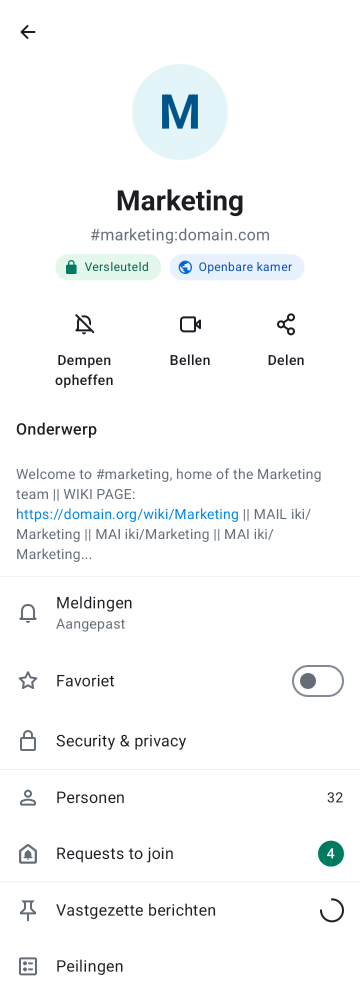 M
Marketing
#marketing:domain.com
Versleuteld
Openbare kamer
Dempen
opheffen
Bellen
Delen
Onderwerp
Welcome to #marketing, home of the Marketing
team || WIKI PAGE:
https://domain.org/wiki/Marketing || MAIL iki/
Marketing || MAI iki/Marketing || MAI iki/
Marketing...
Meldingen
Aangepast
Favoriet
Security & privacy
Personen 32
Requests to join 4
Vastgezette berichten
Peilingen